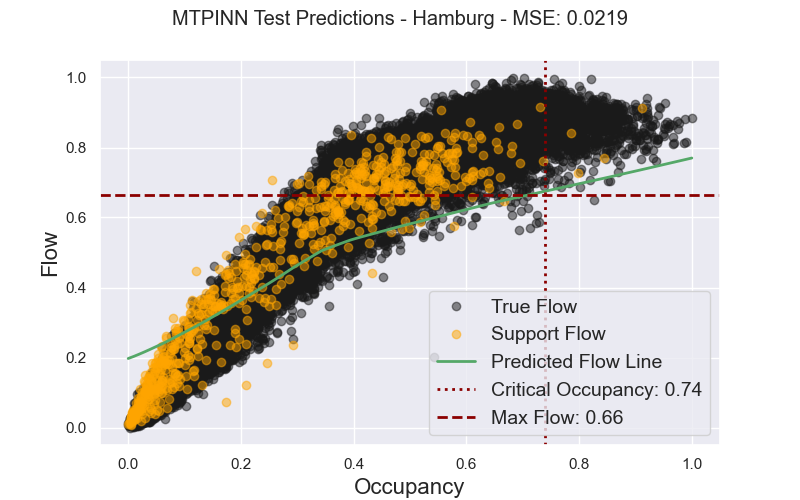 MTPINN Test Predictions - Hamburg - MSE: 0.0219
1.0
0.8
0.6
0.4
0.2
0.0
Flow
True Flow
Support Flow
Predicted Flow Line
Critical Occupancy: 0.74
Max Flow: 0.66
0.0 0.2 0.4 0.6 0.8 1.0
Occupancy